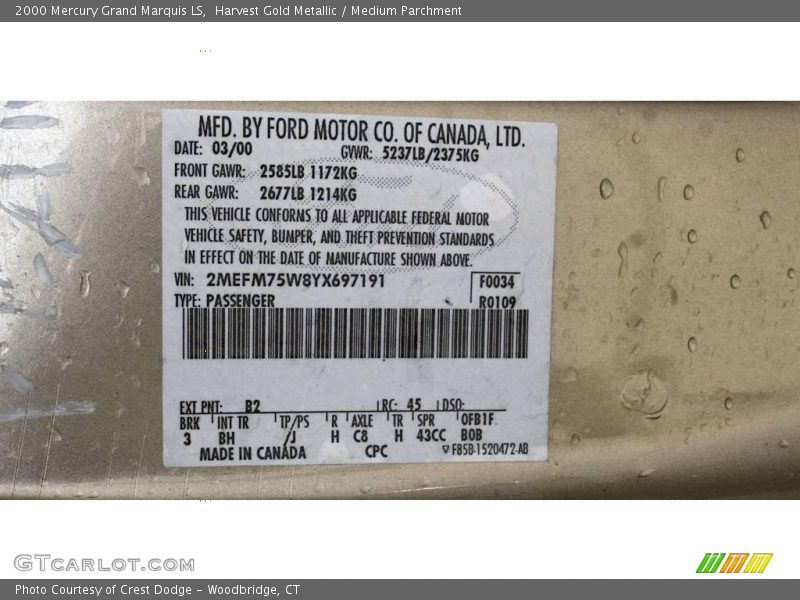 2000 Mercury Grand Marquis LS,  Harvest Gold Metallic / Medium Parchment
MFD. BY FORD MOTOR CO. OF CANADA, LTD.
DATE: 03/00 GVWR: 5237LB/2375KG
FRONT GAWR: 2585LB 1172KG
REAR GAWR: 2677LB 1214KG
THIS VEHICLE CONFORMS TO ALL APPLICABLE FEDERAL MOTOR
VEHICLE SAFETY, BUMPER, AND THEFT PREVENTION STANDARDS
IN EFFECT ON THE DATE OF MANUFACTURE SHOWN ABOVE.
VIN: 2MEFM75W8YX697191 F0034
TYPE: PASSENGER R0109
EXT PNT: B2 RC: 45 DSO:
BRK INT TR TP/PS R AXLE TR SPR OFB1F
3 BH /J H C8 H 43CC B0B
MADE IN CANADA CPC F85B-1520472-AB
GTCARLOT.COM
Photo Courtesy of Crest Dodge - Woodbridge, CT